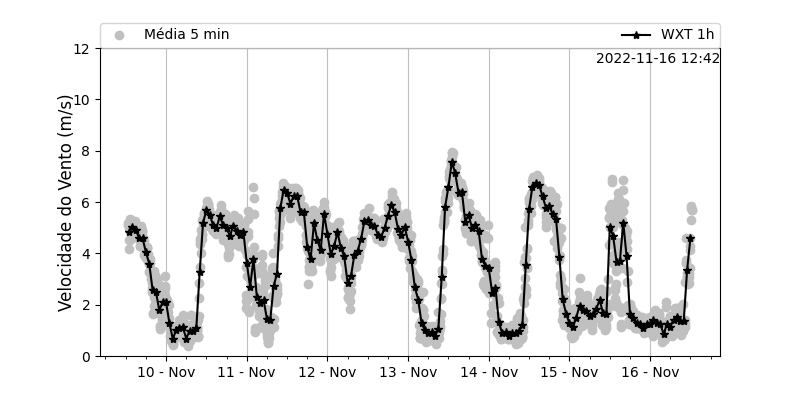 Média 5 min
WXT 1h
2022-11-16 12:42
Velocidade do Vento (m/s)
12
10
8
6
4
2
0
10 - Nov 11 - Nov 12 - Nov 13 - Nov 14 - Nov 15 - Nov 16 - Nov